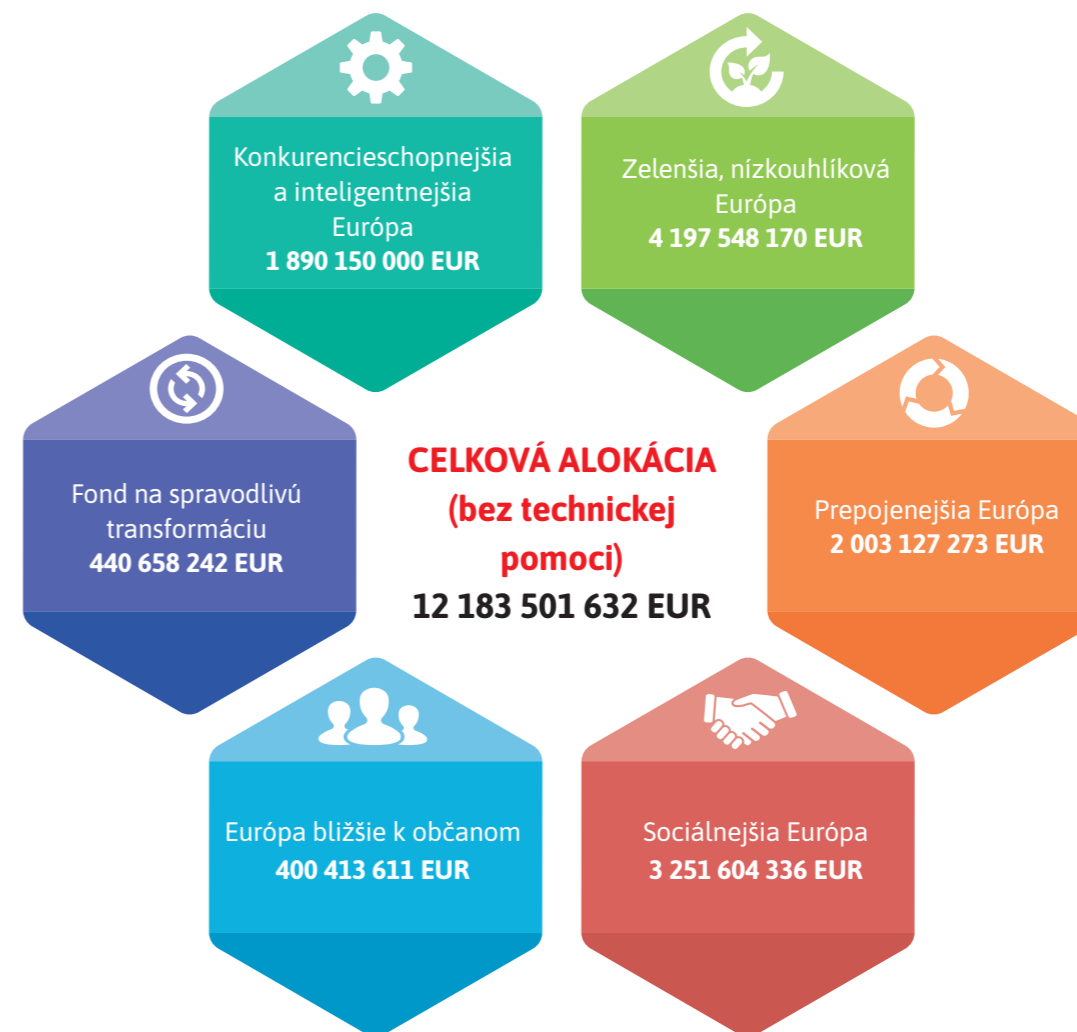 Konkurencieschopnejšia
a inteligentnejšia
Európa
1 890 150 000 EUR
Zelenšia, nízkouhlíková
Európa
4 197 548 170 EUR
Fond na spravodlivú
transformáciu
440 658 242 EUR
CELKOVÁ ALOKÁCIA
(bez technickej
pomoci)
12 183 501 632 EUR
Prepojenejšia Európa
2 003 127 273 EUR
Európa bližšie k občanom
400 413 611 EUR
Sociálnejšia Európa
3 251 604 336 EUR